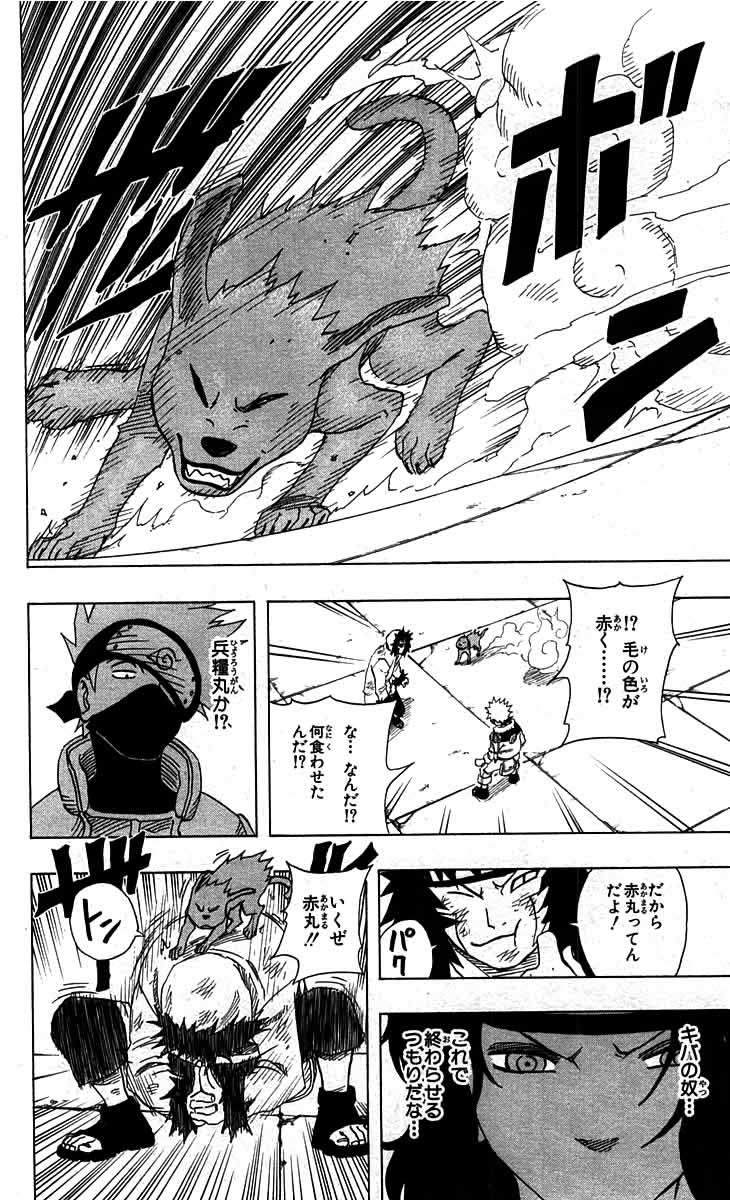 ボン
!?毛の色が
赤く……!?
な…なんだ!?
何食わせた
んだ!?
兵糧丸か!?
だから
赤丸ってん
だよ!
パク
キバの奴…
これで
終わらせる
つもりだな…
いくぜ
赤丸!!
トン